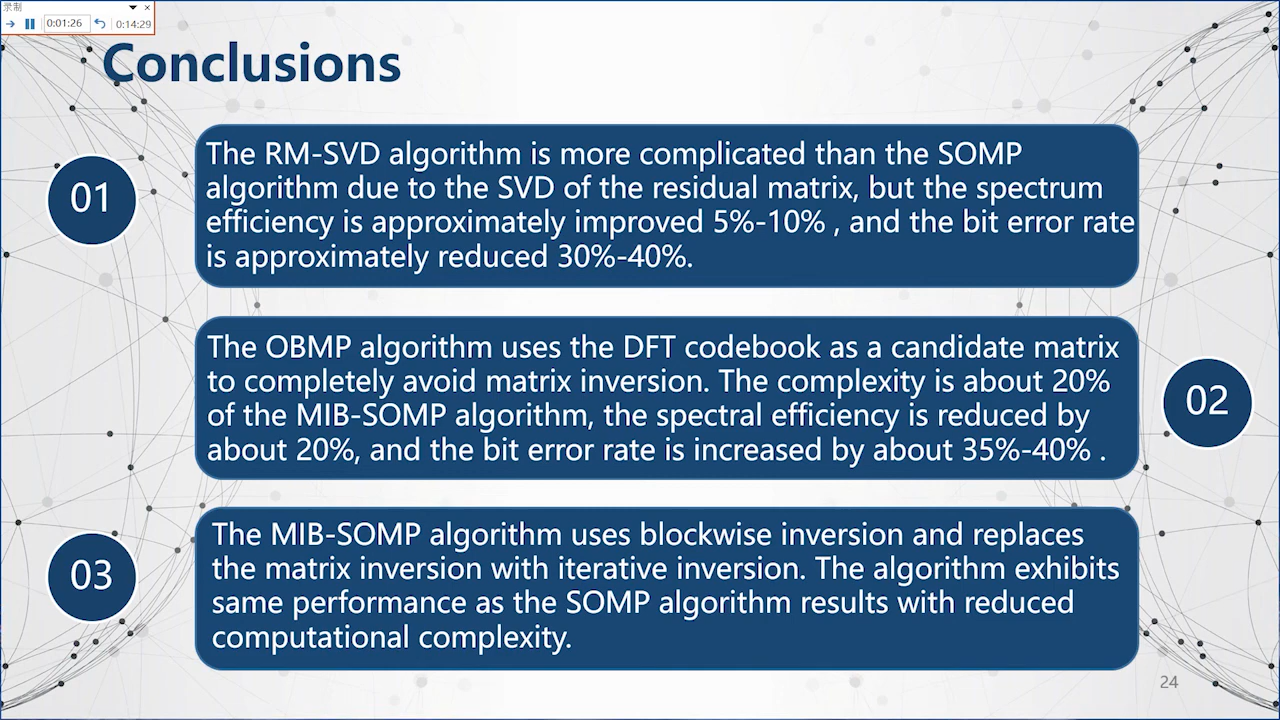 录制
0:01:26
0:14:29
Conclusions
01
The RM-SVD algorithm is more complicated than the SOMP
algorithm due to the SVD of the residual matrix, but the spectrum
efficiency is approximately improved 5%-10% , and the bit error rate
is approximately reduced 30%-40%.
The OBMP algorithm uses the DFT codebook as a candidate matrix
to completely avoid matrix inversion. The complexity is about 20%
of the MIB-SOMP algorithm, the spectral efficiency is reduced by
about 20%, and the bit error rate is increased by about 35%-40% .
02
03
The MIB-SOMP algorithm uses blockwise inversion and replaces
the matrix inversion with iterative inversion. The algorithm exhibits
same performance as the SOMP algorithm results with reduced
computational complexity.
24